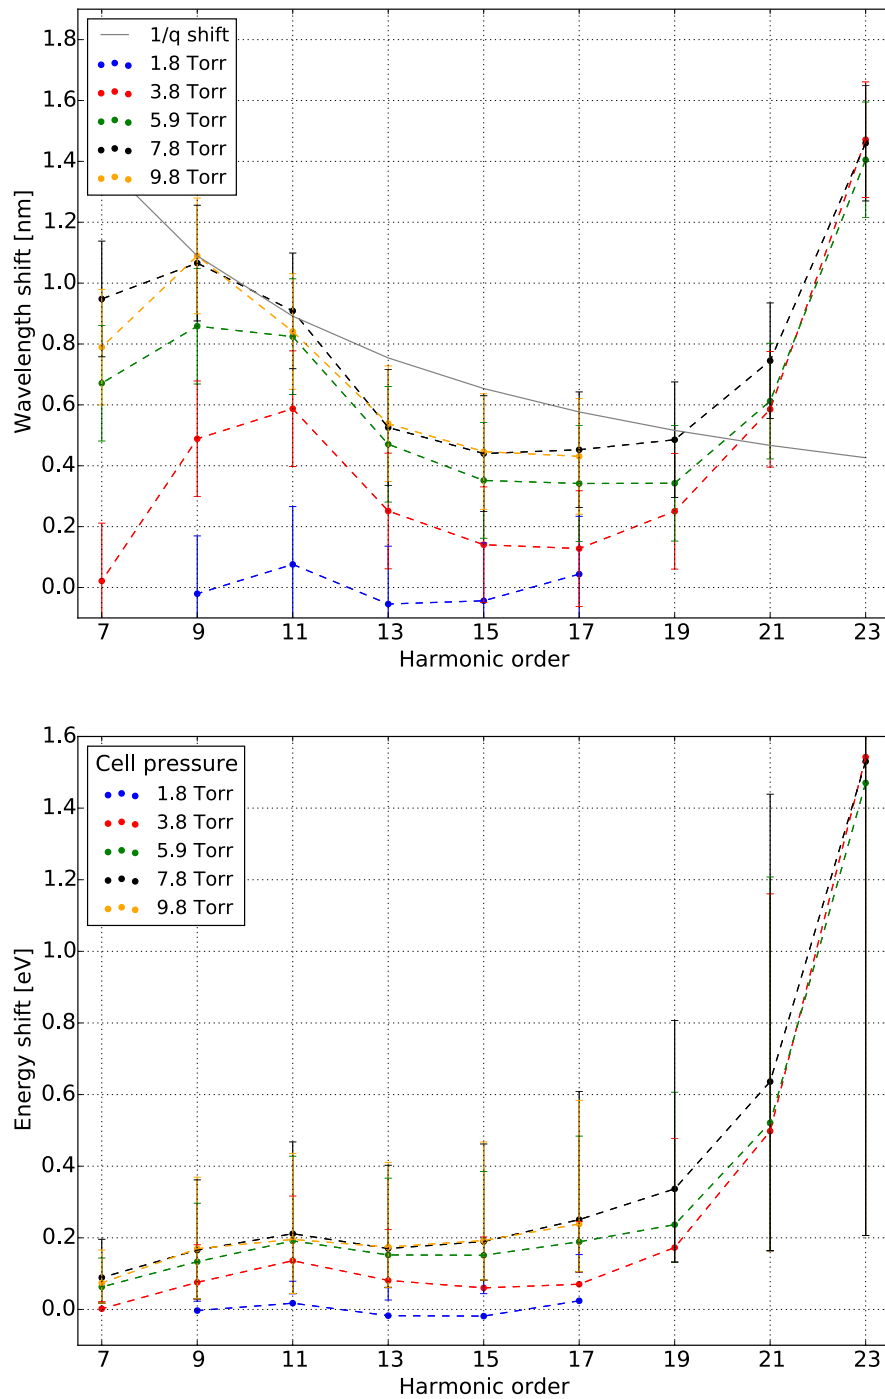 1/q shift
1.8 Torr
3.8 Torr
5.9 Torr
7.8 Torr
9.8 Torr
Wavelength shift [nm]
1.8
1.6
1.4
1.2
1.0
0.8
0.6
0.4
0.2
0.0
7 9 11 13 15 17 19 21 23
Harmonic order
Cell pressure
1.8 Torr
3.8 Torr
5.9 Torr
7.8 Torr
9.8 Torr
Energy shift [eV]
1.6
1.4
1.2
1.0
0.8
0.6
0.4
0.2
0.0
7 9 11 13 15 17 19 21 23
Harmonic order